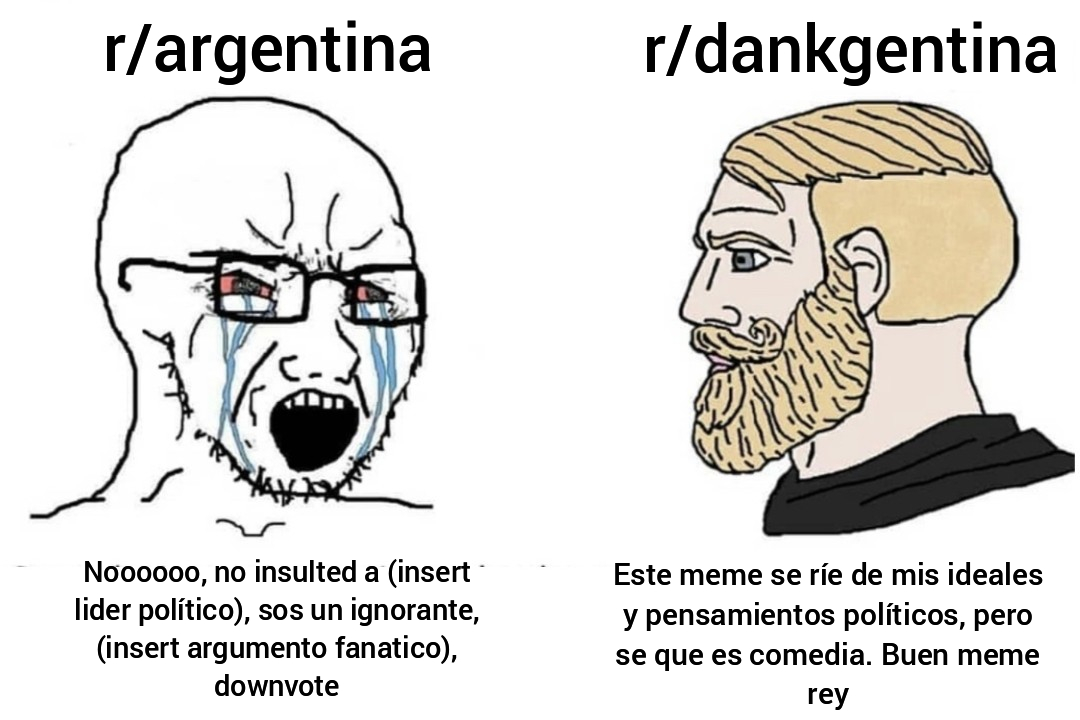 r/argentina
r/dankgentina
Noooooo, no insulted a (insert
lider político), sos un ignorante,
(insert argumento fanatico),
downvote
Este meme se ríe de mis ideales
y pensamientos políticos, pero
se que es comedia. Buen meme
rey